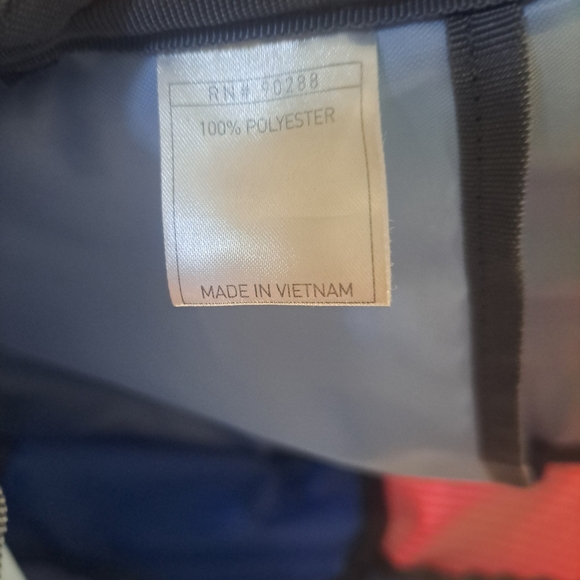 RN# 90288
100% POLYESTER
MADE IN VIETNAM